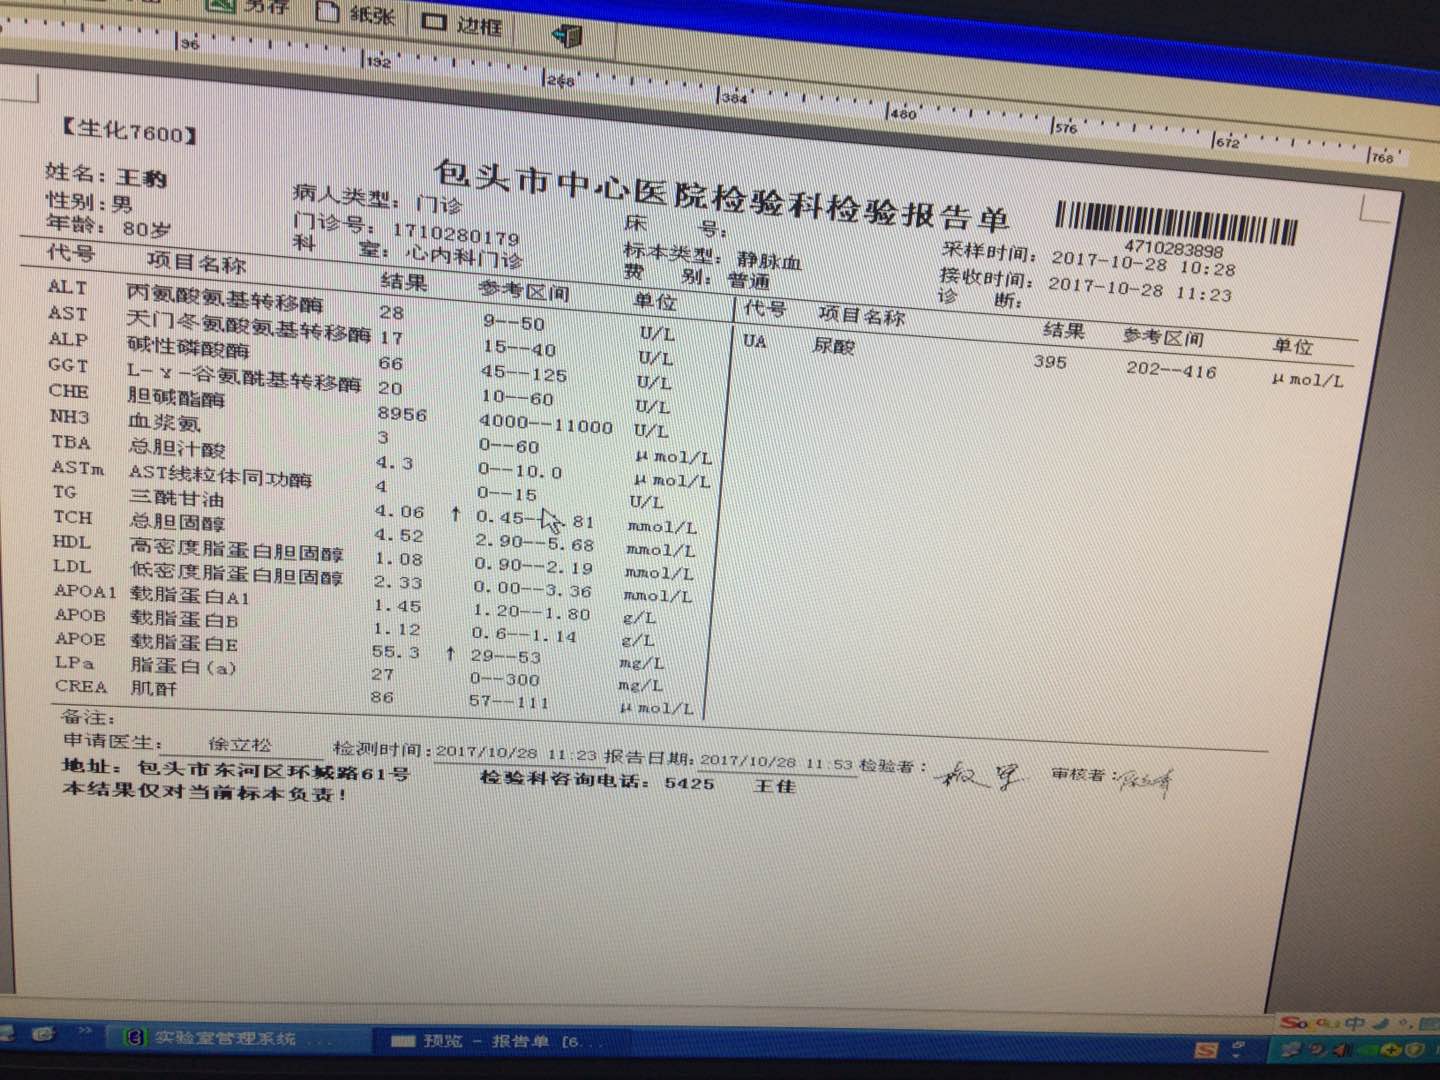 另存 纸张 边框
96 192 288 384 480 576 672 768
【生化7600】
包头市中心医院检验科检验报告单
4710283898
姓名：王豹 病人类型：门诊 床 号： 采样时间：2017-10-28 10:28
性别：男 门诊号：1710280179 标本类型：静脉血 接收时间：2017-10-28 11:23
年龄：80岁 科 室：心内科门诊 费 别：普通 诊 断：
代号 项目名称 结果 参考区间 单位 代号 项目名称 结果 参考区间 单位
ALT 丙氨酸氨基转移酶 28 9--50 U/L UA 尿酸 395 202--416 μmol/L
AST 天门冬氨酸氨基转移酶 17 15--40 U/L
ALP 碱性磷酸酶 66 45--125 U/L
GGT L-γ-谷氨酰基转移酶 20 10--60 U/L
CHE 胆碱酯酶 8956 4000--11000 U/L
NH3 血浆氨 3 0--60 μmol/L
TBA 总胆汁酸 4.3 0--10.0 μmol/L
ASTm AST线粒体同功酶 4 0--15 U/L
TG 三酰甘油 4.06 ↑ 0.45-- .81 mmol/L
TCH 总胆固醇 4.52 2.90--5.68 mmol/L
HDL 高密度脂蛋白胆固醇 1.08 0.90--2.19 mmol/L
LDL 低密度脂蛋白胆固醇 2.33 0.00--3.36 mmol/L
APOA1 载脂蛋白A1 1.45 1.20--1.80 g/L
APOB 载脂蛋白B 1.12 0.6--1.14 g/L
APOE 载脂蛋白E 55.3 ↑ 29--53 mg/L
LPa 脂蛋白(a) 27 0--300 mg/L
CREA 肌酐 86 57--111 μmol/L
备注：
申请医生： 徐立松 检测时间：2017/10/28 11:23 报告日期：2017/10/28 11:53 检验者： 审核者：
地址：包头市东河区环城路61号 检验科咨询电话：5425 王佳
本结果仅对当前标本负责！
实验室管理系统 ... 预览 - 报告单 [6... 中